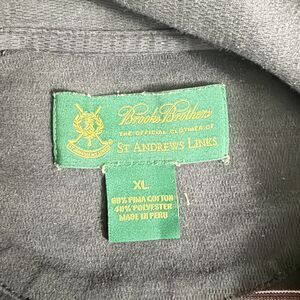 Brooks Brothers
THE OFFICIAL CLOTHIER OF
ST ANDREWS LINKS
XL
60% PIMA COTTON
40% POLYESTER
MADE IN PERU